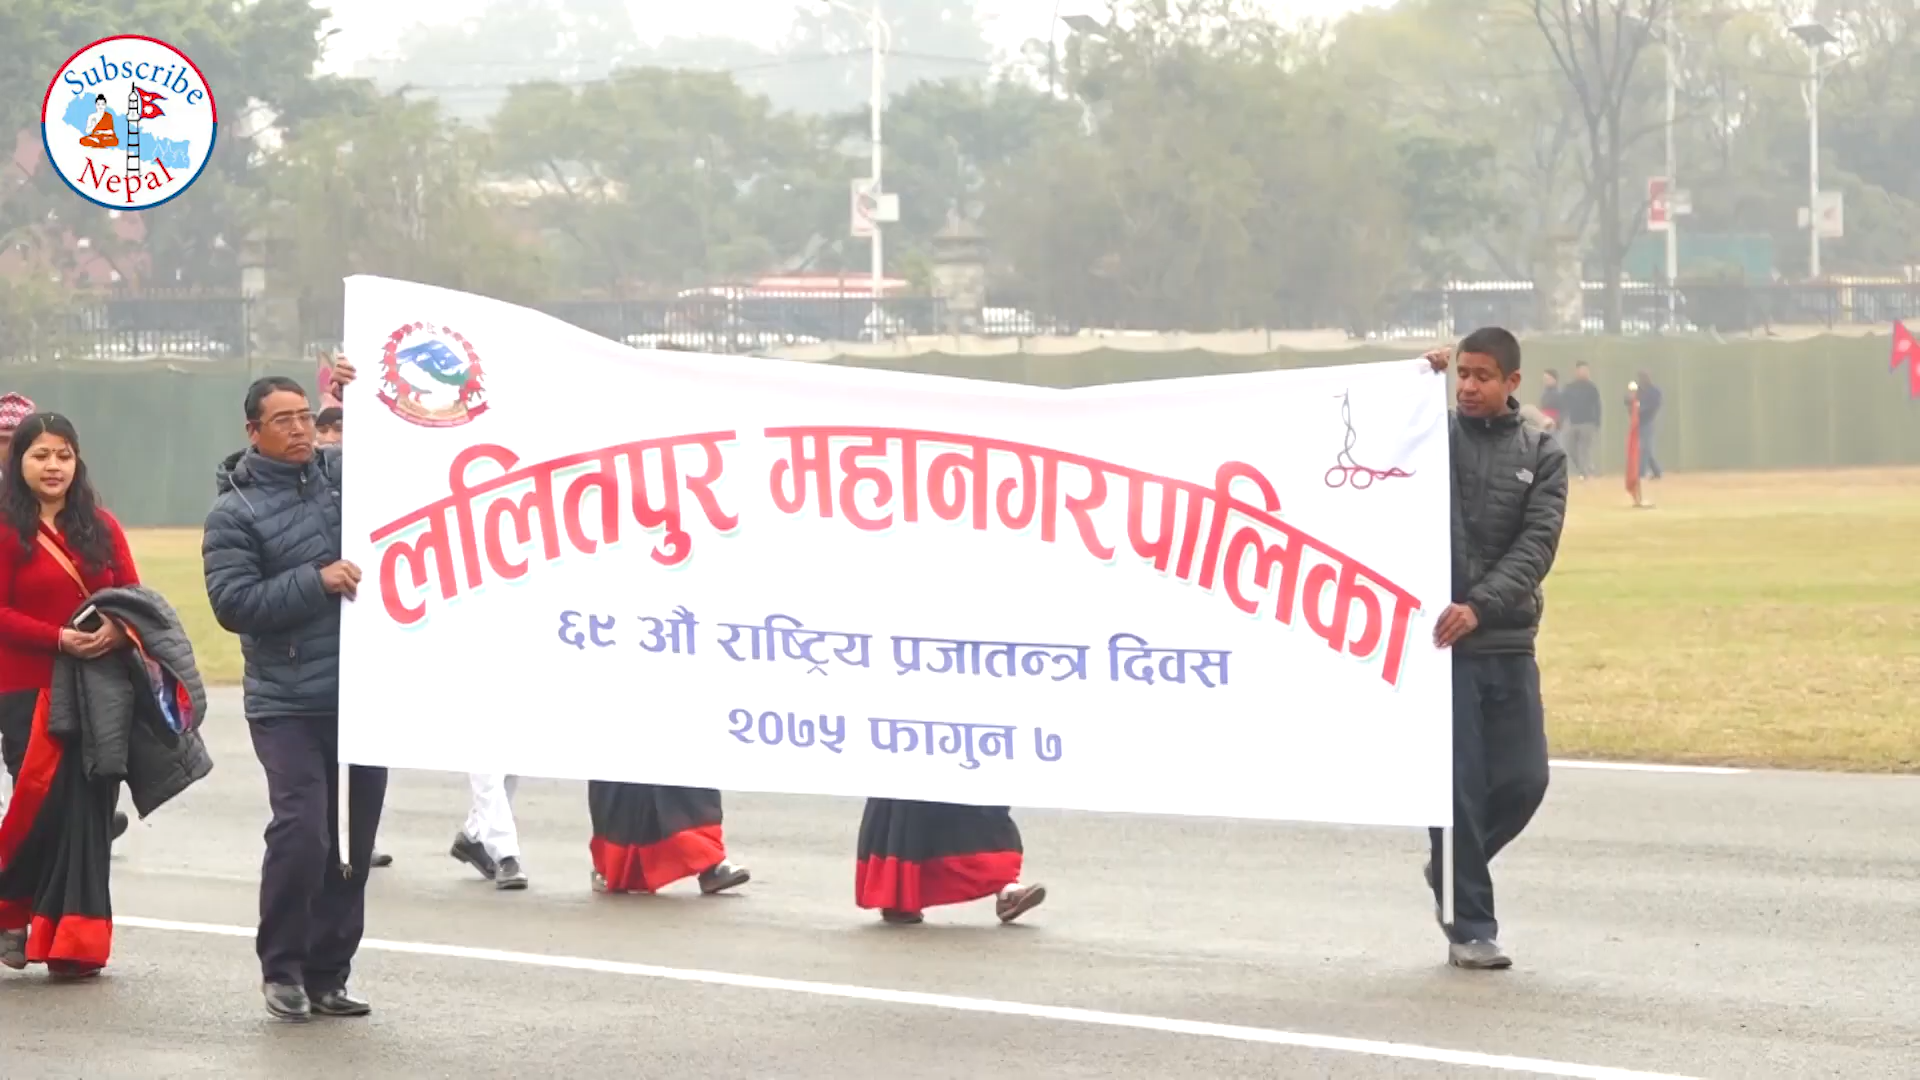 Subscribe
Nepal
ललितपुर महानगरपालिका
६९ औं राष्ट्रिय प्रजातन्त्र दिवस
२०७५ फागुन ७